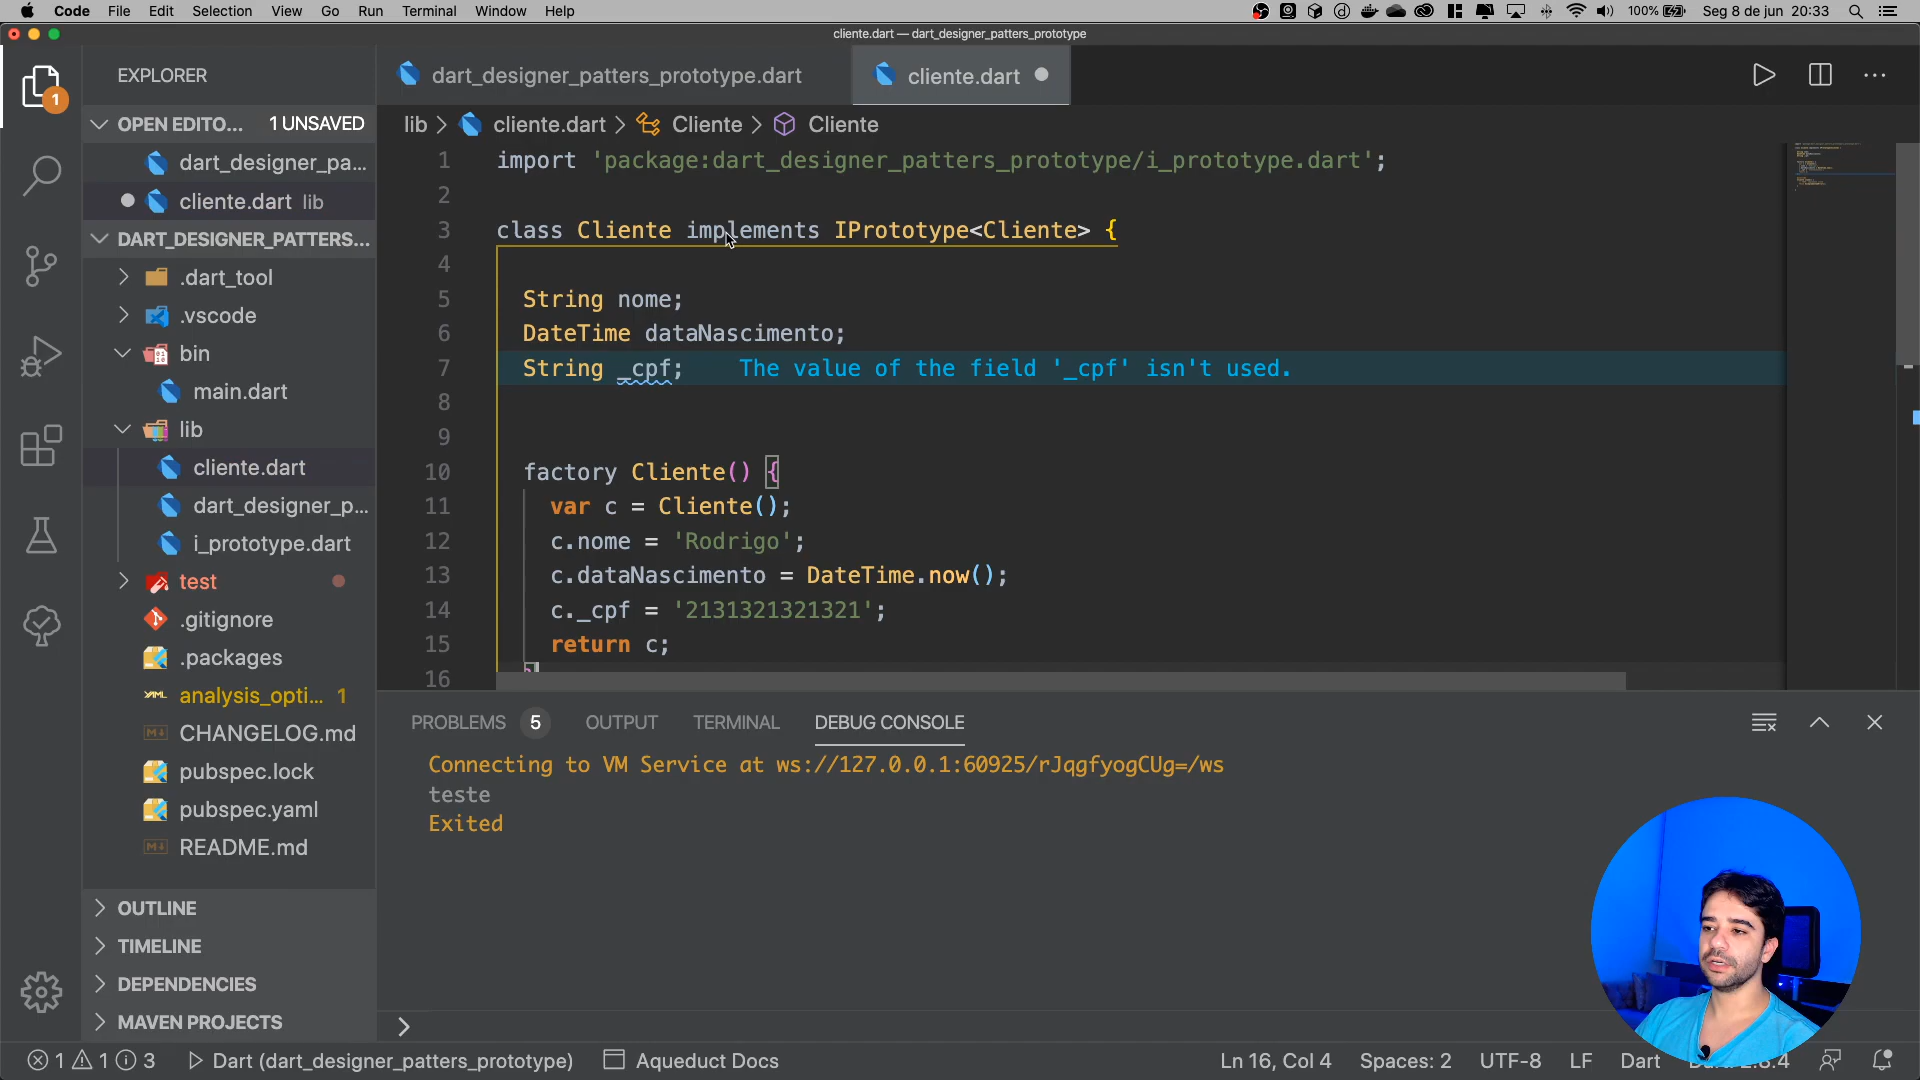 Code File Edit Selection View Go Run Terminal Window Help 100% Seg 8 de jun 20:33
cliente.dart — dart_designer_patters_prototype
EXPLORER
dart_designer_patters_prototype.dart
cliente.dart
OPEN EDITO... 1 UNSAVED
dart_designer_pa...
cliente.dart lib
DART_DESIGNER_PATTERS...
.dart_tool
.vscode
bin
main.dart
lib
cliente.dart
dart_designer_p...
i_prototype.dart
test
.gitignore
.packages
analysis_opti... 1
CHANGELOG.md
pubspec.lock
pubspec.yaml
README.md
OUTLINE
TIMELINE
DEPENDENCIES
MAVEN PROJECTS
1
lib > cliente.dart > Cliente > Cliente
1 import 'package:dart_designer_patters_prototype/i_prototype.dart';
2
3 class Cliente implements IPrototype<Cliente> {
4
5 String nome;
6 DateTime dataNascimento;
7 String _cpf; The value of the field '_cpf' isn't used.
8
9
10 factory Cliente() {
11 var c = Cliente();
12 c.nome = 'Rodrigo';
13 c.dataNascimento = DateTime.now();
14 c._cpf = '2131321321321';
15 return c;
16 }
PROBLEMS 5 OUTPUT TERMINAL DEBUG CONSOLE
Connecting to VM Service at ws://127.0.0.1:60925/rJqgfyogCUg=/ws
teste
Exited
>
1 1 3 Dart (dart_designer_patters_prototype) Aqueduct Docs Ln 16, Col 4 Spaces: 2 UTF-8 LF Dart